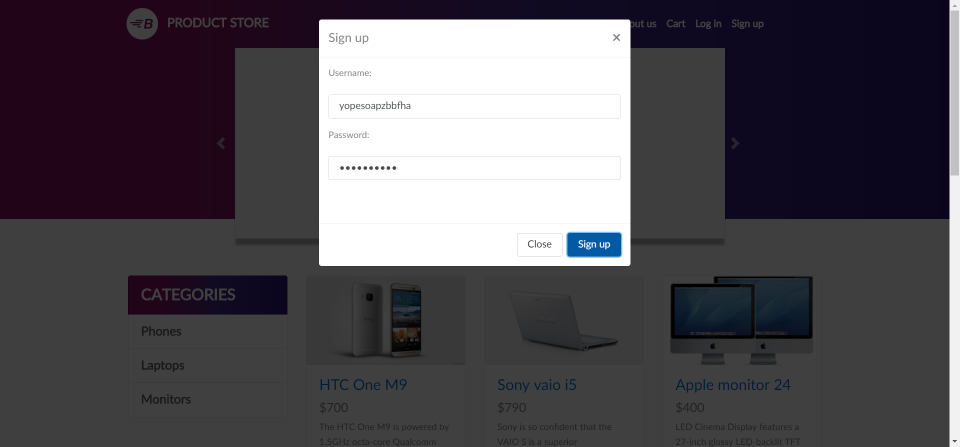 PRODUCT STORE
out us Cart Log in Sign up
Sign up ×
Username:
yopesoapzbbfha
Password:
••••••••••
Close Sign up
CATEGORIES
Phones
Laptops
Monitors
HTC One M9
$700
The HTC One M9 is powered by
1.5GHz octa-core Qualcomm
Sony vaio i5
$790
Sony is so confident that the
VAIO S is a superior
Apple monitor 24
$400
LED Cinema Display features a
27-inch glossy LED-backlit TFT